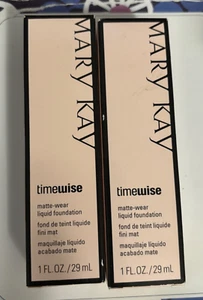 MARY KAY
timewise
matte-wear
liquid foundation
fond de teint liquide
fini mat
maquillaje líquido
acabado mate
1 FL. OZ. / 29 mL
MARY KAY
timewise
matte-wear
liquid foundation
fond de teint liquide
fini mat
maquillaje líquido
acabado mate
1 FL. OZ. / 29 mL